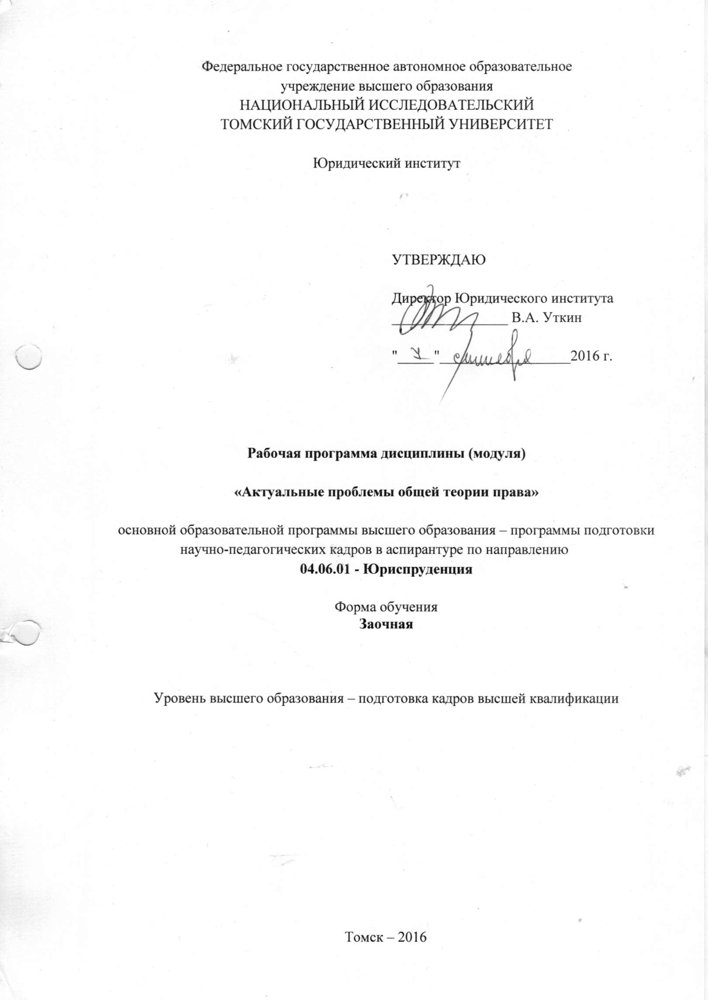 Федеральное государственное автономное образовательное
учреждение высшего образования
НАЦИОНАЛЬНЫЙ ИССЛЕДОВАТЕЛЬСКИЙ
ТОМСКИЙ ГОСУДАРСТВЕННЫЙ УНИВЕРСИТЕТ
Юридический институт
УТВЕРЖДАЮ
Директор Юридического института
В.А. Уткин
" " сентября 2016 г.
Рабочая программа дисциплины (модуля)
«Актуальные проблемы общей теории права»
основной образовательной программы высшего образования – программы подготовки
научно-педагогических кадров в аспирантуре по направлению
04.06.01 - Юриспруденция
Форма обучения
Заочная
Уровень высшего образования – подготовка кадров высшей квалификации
Томск – 2016